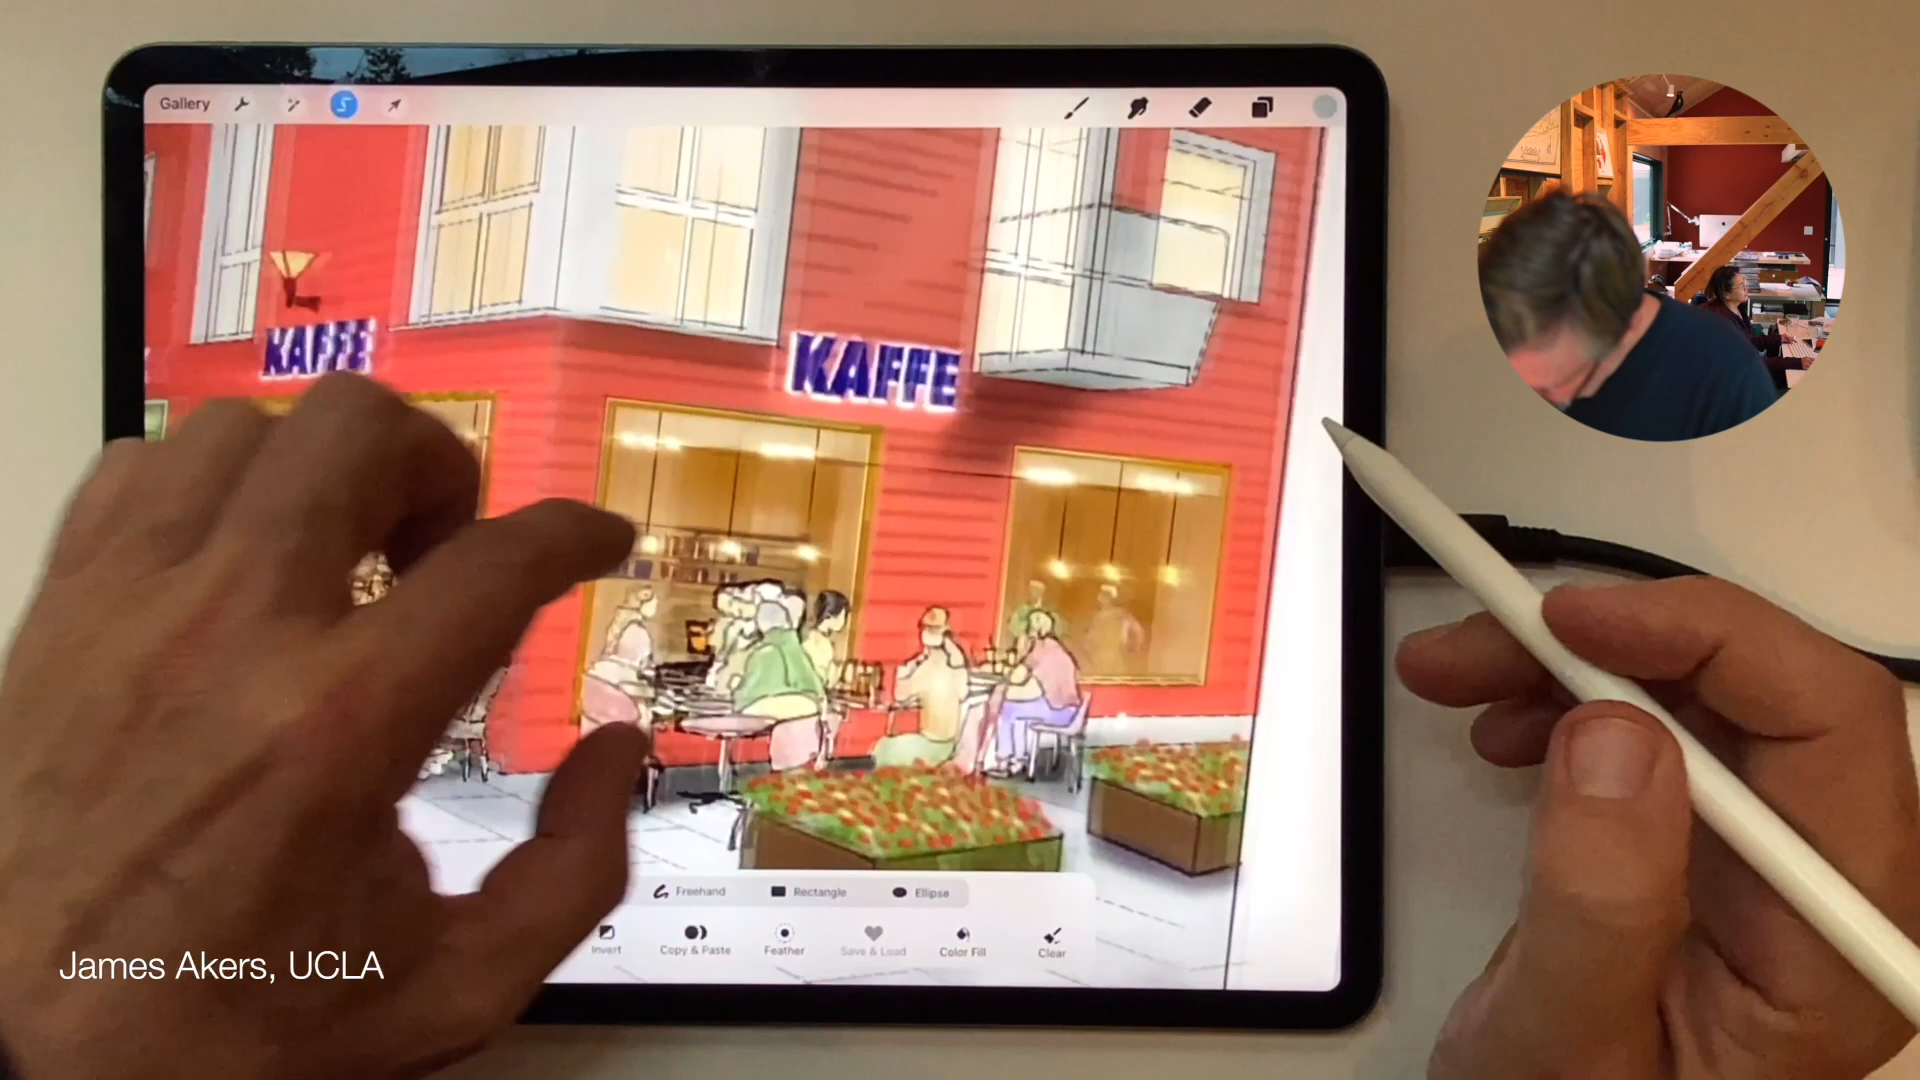 Gallery
KAFFE
KAFFE
Freehand
Rectangle
Ellipse
Invert
Copy & Paste
Feather
Save & Load
Color Fill
Clear
James Akers, UCLA